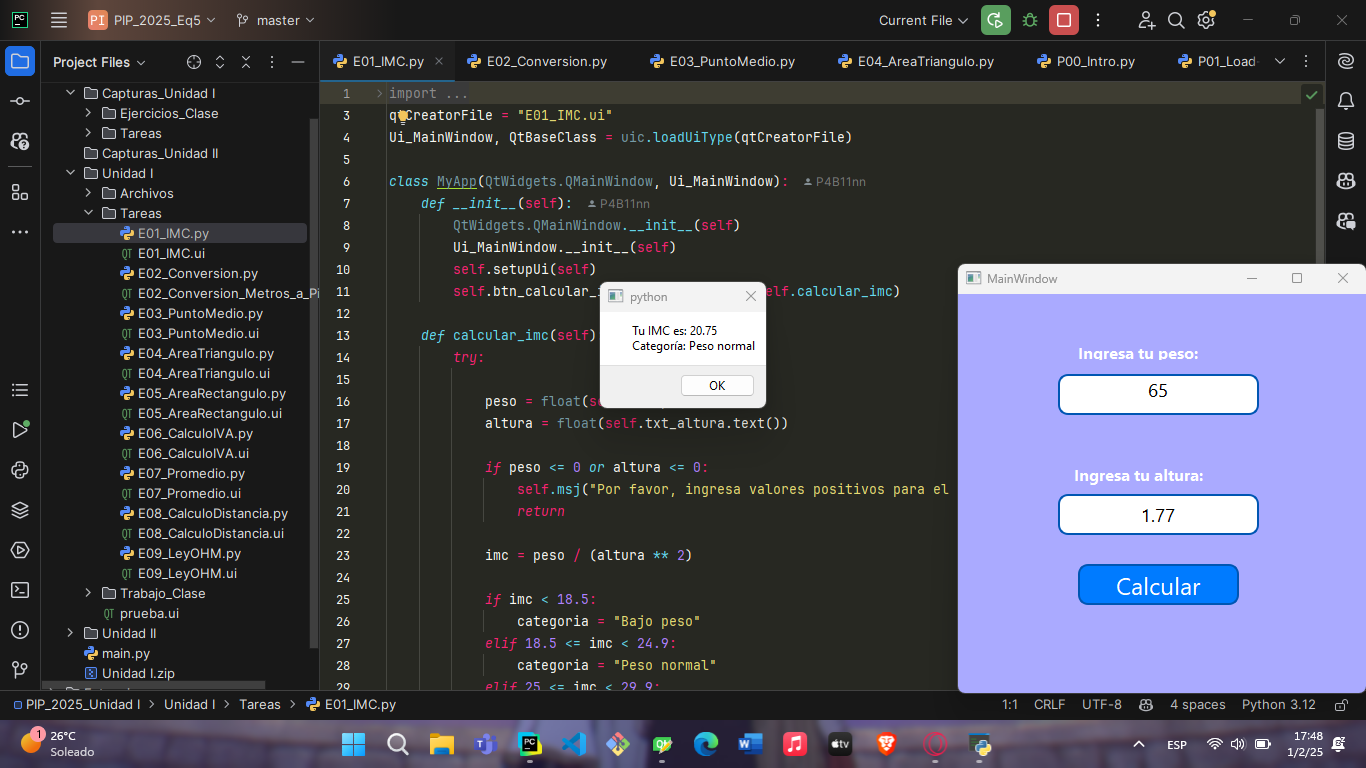 PI PIP_2025_Eq5 master Current File
Project Files
E01_IMC.py E02_Conversion.py E03_PuntoMedio.py E04_AreaTriangulo.py P00_Intro.py P01_Load
Capturas_Unidad I
Ejercicios_Clase
Tareas
Capturas_Unidad II
Unidad I
Archivos
Tareas
E01_IMC.py
E01_IMC.ui
E02_Conversion.py
E02_Conversion_Metros_a_Pi
E03_PuntoMedio.py
E03_PuntoMedio.ui
E04_AreaTriangulo.py
E04_AreaTriangulo.ui
E05_AreaRectangulo.py
E05_AreaRectangulo.ui
E06_CalculoIVA.py
E06_CalculoIVA.ui
E07_Promedio.py
E07_Promedio.ui
E08_CalculoDistancia.py
E08_CalculoDistancia.ui
E09_LeyOHM.py
E09_LeyOHM.ui
Trabajo_Clase
prueba.ui
Unidad II
main.py
Unidad I.zip
1 import ...
3 qtCreatorFile = "E01_IMC.ui"
4 Ui_MainWindow, QtBaseClass = uic.loadUiType(qtCreatorFile)
5
6 class MyApp(QtWidgets.QMainWindow, Ui_MainWindow): P4B11nn
7 def __init__(self): P4B11nn
8 QtWidgets.QMainWindow.__init__(self)
9 Ui_MainWindow.__init__(self)
10 self.setupUi(self)
11 self.btn_calcular_i elf.calcular_imc)
12
13 def calcular_imc(self)
14 try:
15
16 peso = float(se
17 altura = float(self.txt_altura.text())
18
19 if peso <= 0 or altura <= 0:
20 self.msj("Por favor, ingresa valores positivos para el
21 return
22
23 imc = peso / (altura ** 2)
24
25 if imc < 18.5:
26 categoria = "Bajo peso"
27 elif 18.5 <= imc < 24.9:
28 categoria = "Peso normal"
29 elif 25 <= imc < 29.9:
python
Tu IMC es: 20.75
Categoría: Peso normal
OK
MainWindow
Ingresa tu peso:
65
Ingresa tu altura:
1.77
Calcular
PIP_2025_Unidad I Unidad I Tareas E01_IMC.py 1:1 CRLF UTF-8 4 spaces Python 3.12
1
26°C
Soleado
ESP
17:48
1/2/25